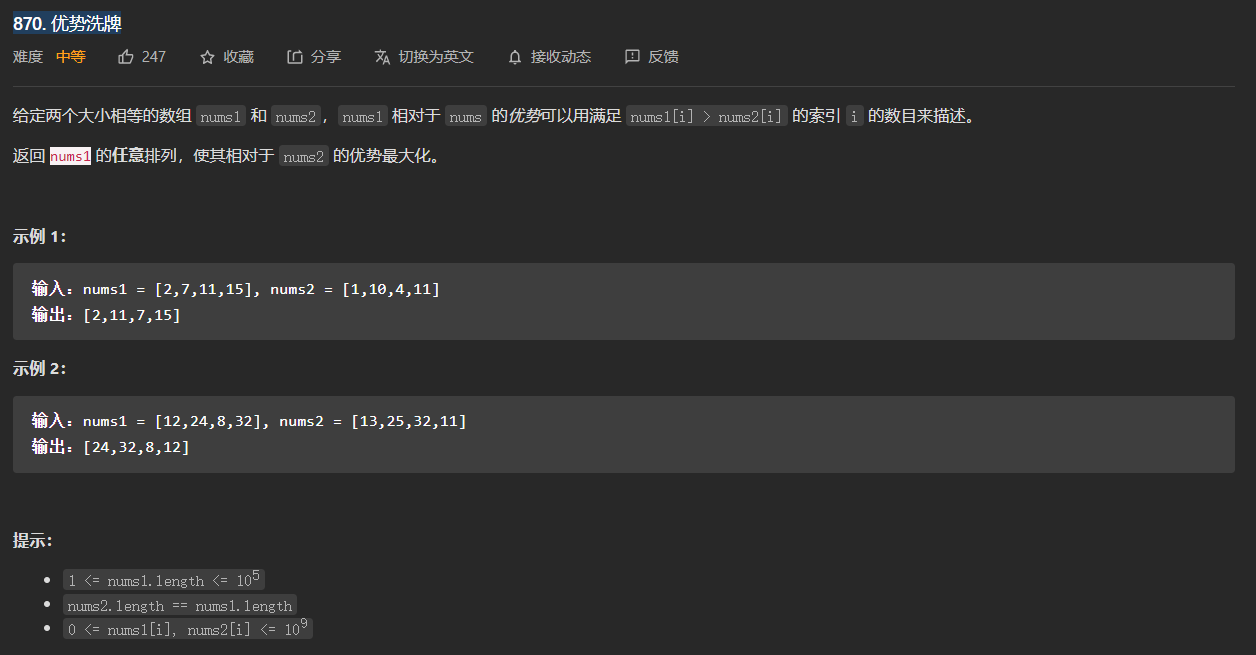 870. 优势洗牌
难度 中等 247 收藏 分享 切换为英文 接收动态 反馈
给定两个大小相等的数组 nums1 和 nums2，nums1 相对于 nums 的优势可以用满足 nums1[i] > nums2[i] 的索引 i 的数目来描述。
返回 nums1 的任意排列，使其相对于 nums2 的优势最大化。
示例 1：
输入：nums1 = [2,7,11,15], nums2 = [1,10,4,11]
输出：[2,11,7,15]
示例 2：
输入：nums1 = [12,24,8,32], nums2 = [13,25,32,11]
输出：[24,32,8,12]
提示：
• 1 <= nums1.length <= 10⁵
• nums2.length == nums1.length
• 0 <= nums1[i], nums2[i] <= 10⁹